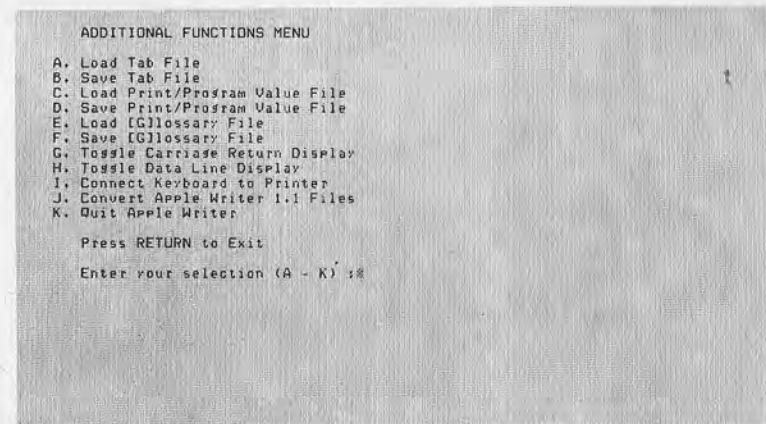 ADDITIONAL FUNCTIONS MENU
A. Load Tab File
B. Save Tab File
C. Load Print/Program Value File
D. Save Print/Program Value File
E. Load [G]lossary File
F. Save [G]lossary File
G. Toggle Carriage Return Display
H. Toggle Data Line Display
I. Connect Keyboard to Printer
J. Convert Apple Writer 1.1 Files
K. Quit Apple Writer
Press RETURN to Exit
Enter your selection (A - K) :